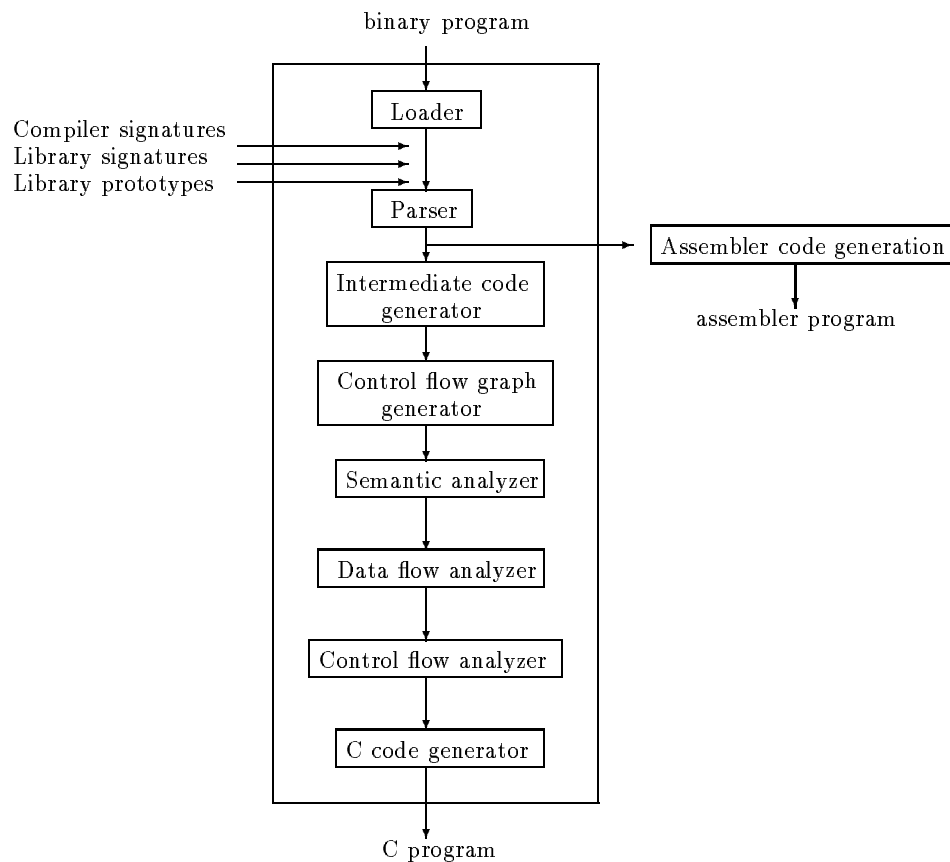 binary program
Loader
Compiler signatures
Library signatures
Library prototypes
Parser
Assembler code generation
Intermediate code
generator
assembler program
Control flow graph
generator
Semantic analyzer
Data flow analyzer
Control flow analyzer
C code generator
C program